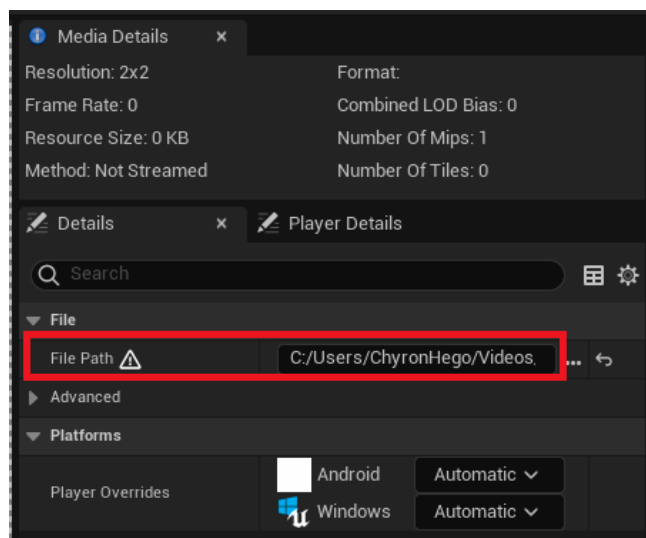 Media Details
Resolution: 2x2 Format:
Frame Rate: 0 Combined LOD Bias: 0
Resource Size: 0 KB Number Of Mips: 1
Method: Not Streamed Number Of Tiles: 0
Details Player Details
Search
File
File Path C:/Users/ChyronHego/Videos,
Advanced
Platforms
Player Overrides
Android Automatic
Windows Automatic